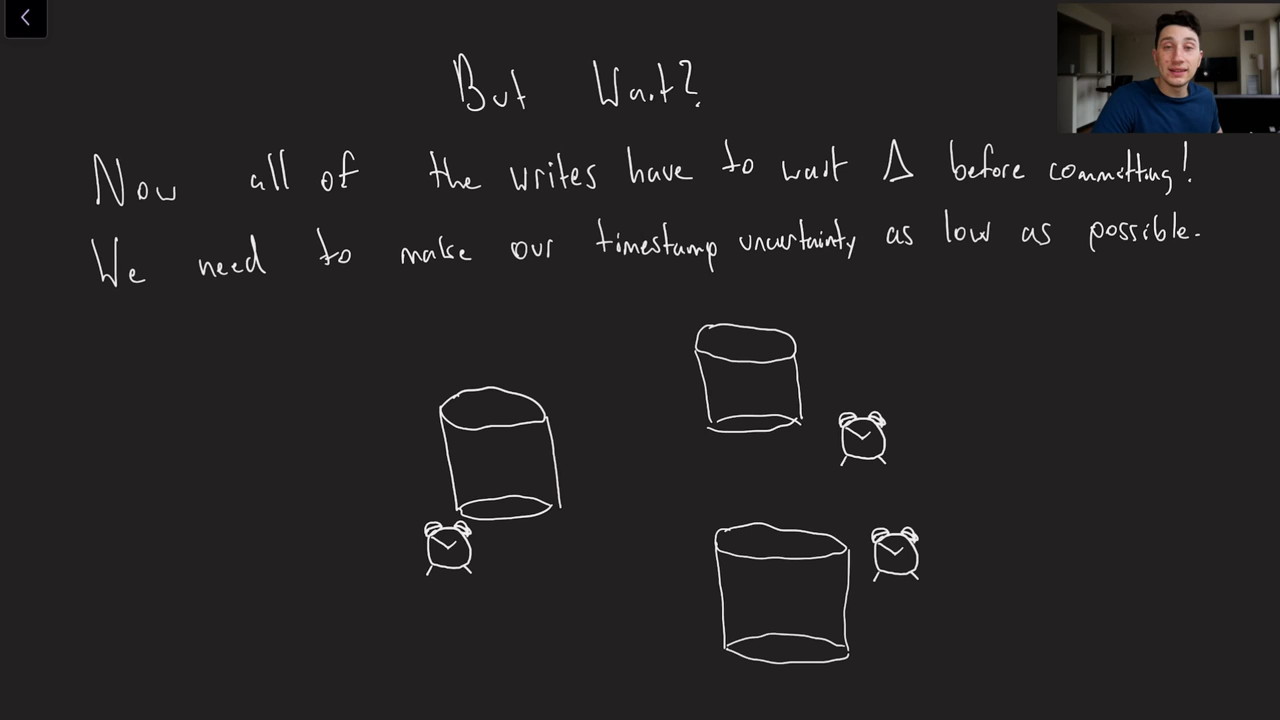 But Wait?
Now all of the writes have to wait Δ before committing!
We need to make our timestamp uncertainty as low as possible.